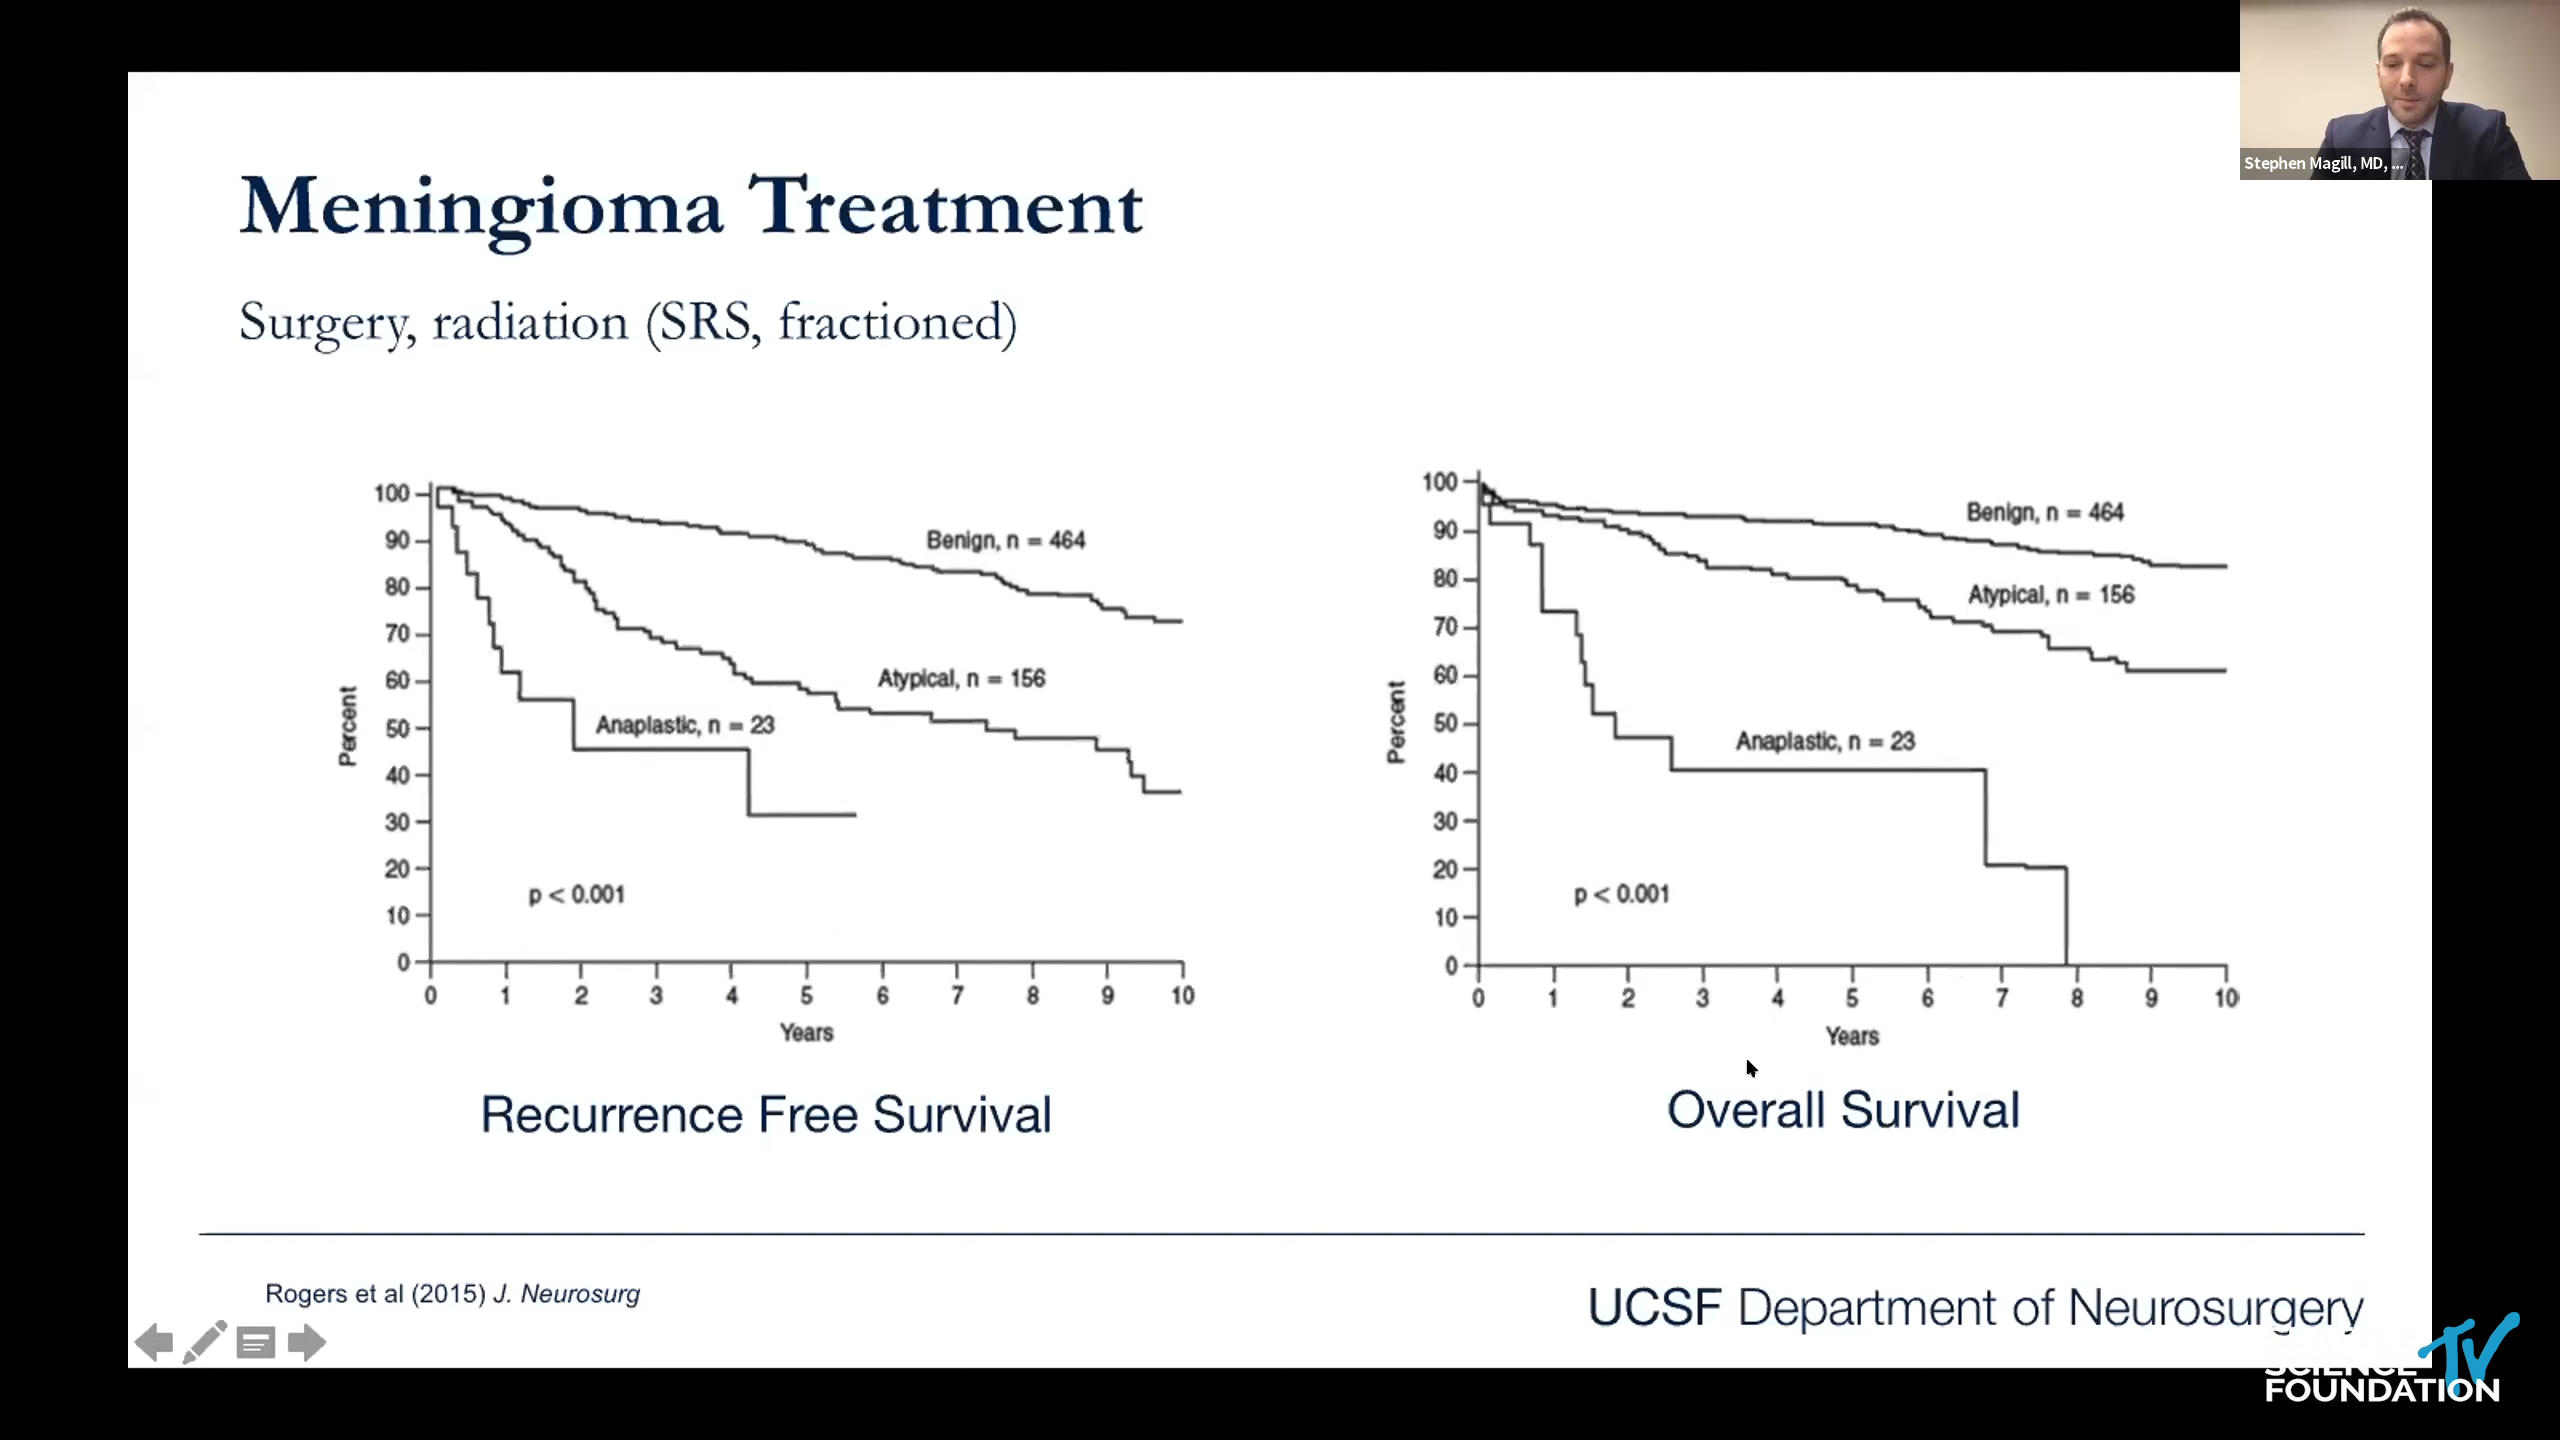 Stephen Magill, MD, ...
Meningioma Treatment
Surgery, radiation (SRS, fractioned)
100
90
80
70
60
50
40
30
20
10
0
Percent
Benign, n = 464
Atypical, n = 156
Anaplastic, n = 23
p < 0.001
0 1 2 3 4 5 6 7 8 9 10
Years
Recurrence Free Survival
100
90
80
70
60
50
40
30
20
10
0
Percent
Benign, n = 464
Atypical, n = 156
Anaplastic, n = 23
p < 0.001
0 1 2 3 4 5 6 7 8 9 10
Years
Overall Survival
Rogers et al (2015) J. Neurosurg
UCSF Department of Neurosurgery
TV
SCIENCE
FOUNDATION